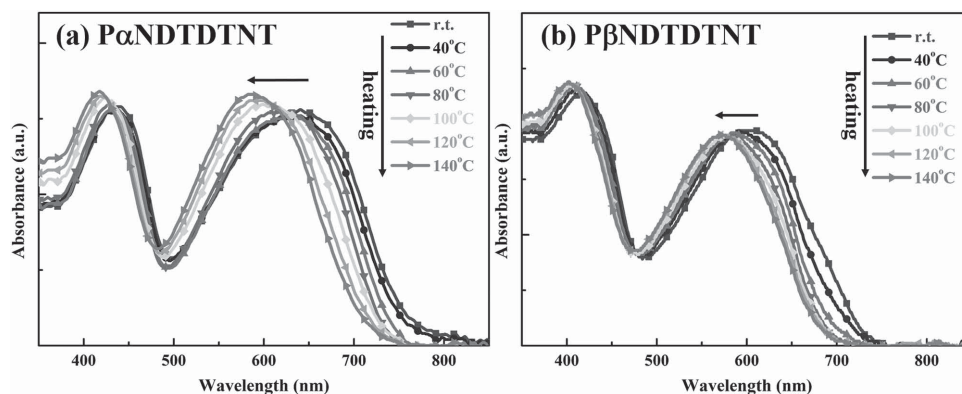 (a) PαNDTDTNT
r.t.
40°C
60°C
80°C
100°C
120°C
140°C
heating
Absorbance (a.u.)
400
500
600
700
800
Wavelength (nm)
(b) PβNDTDTNT
r.t.
40°C
60°C
80°C
100°C
120°C
140°C
heating
Absorbance (a.u.)
400
500
600
700
800
Wavelength (nm)